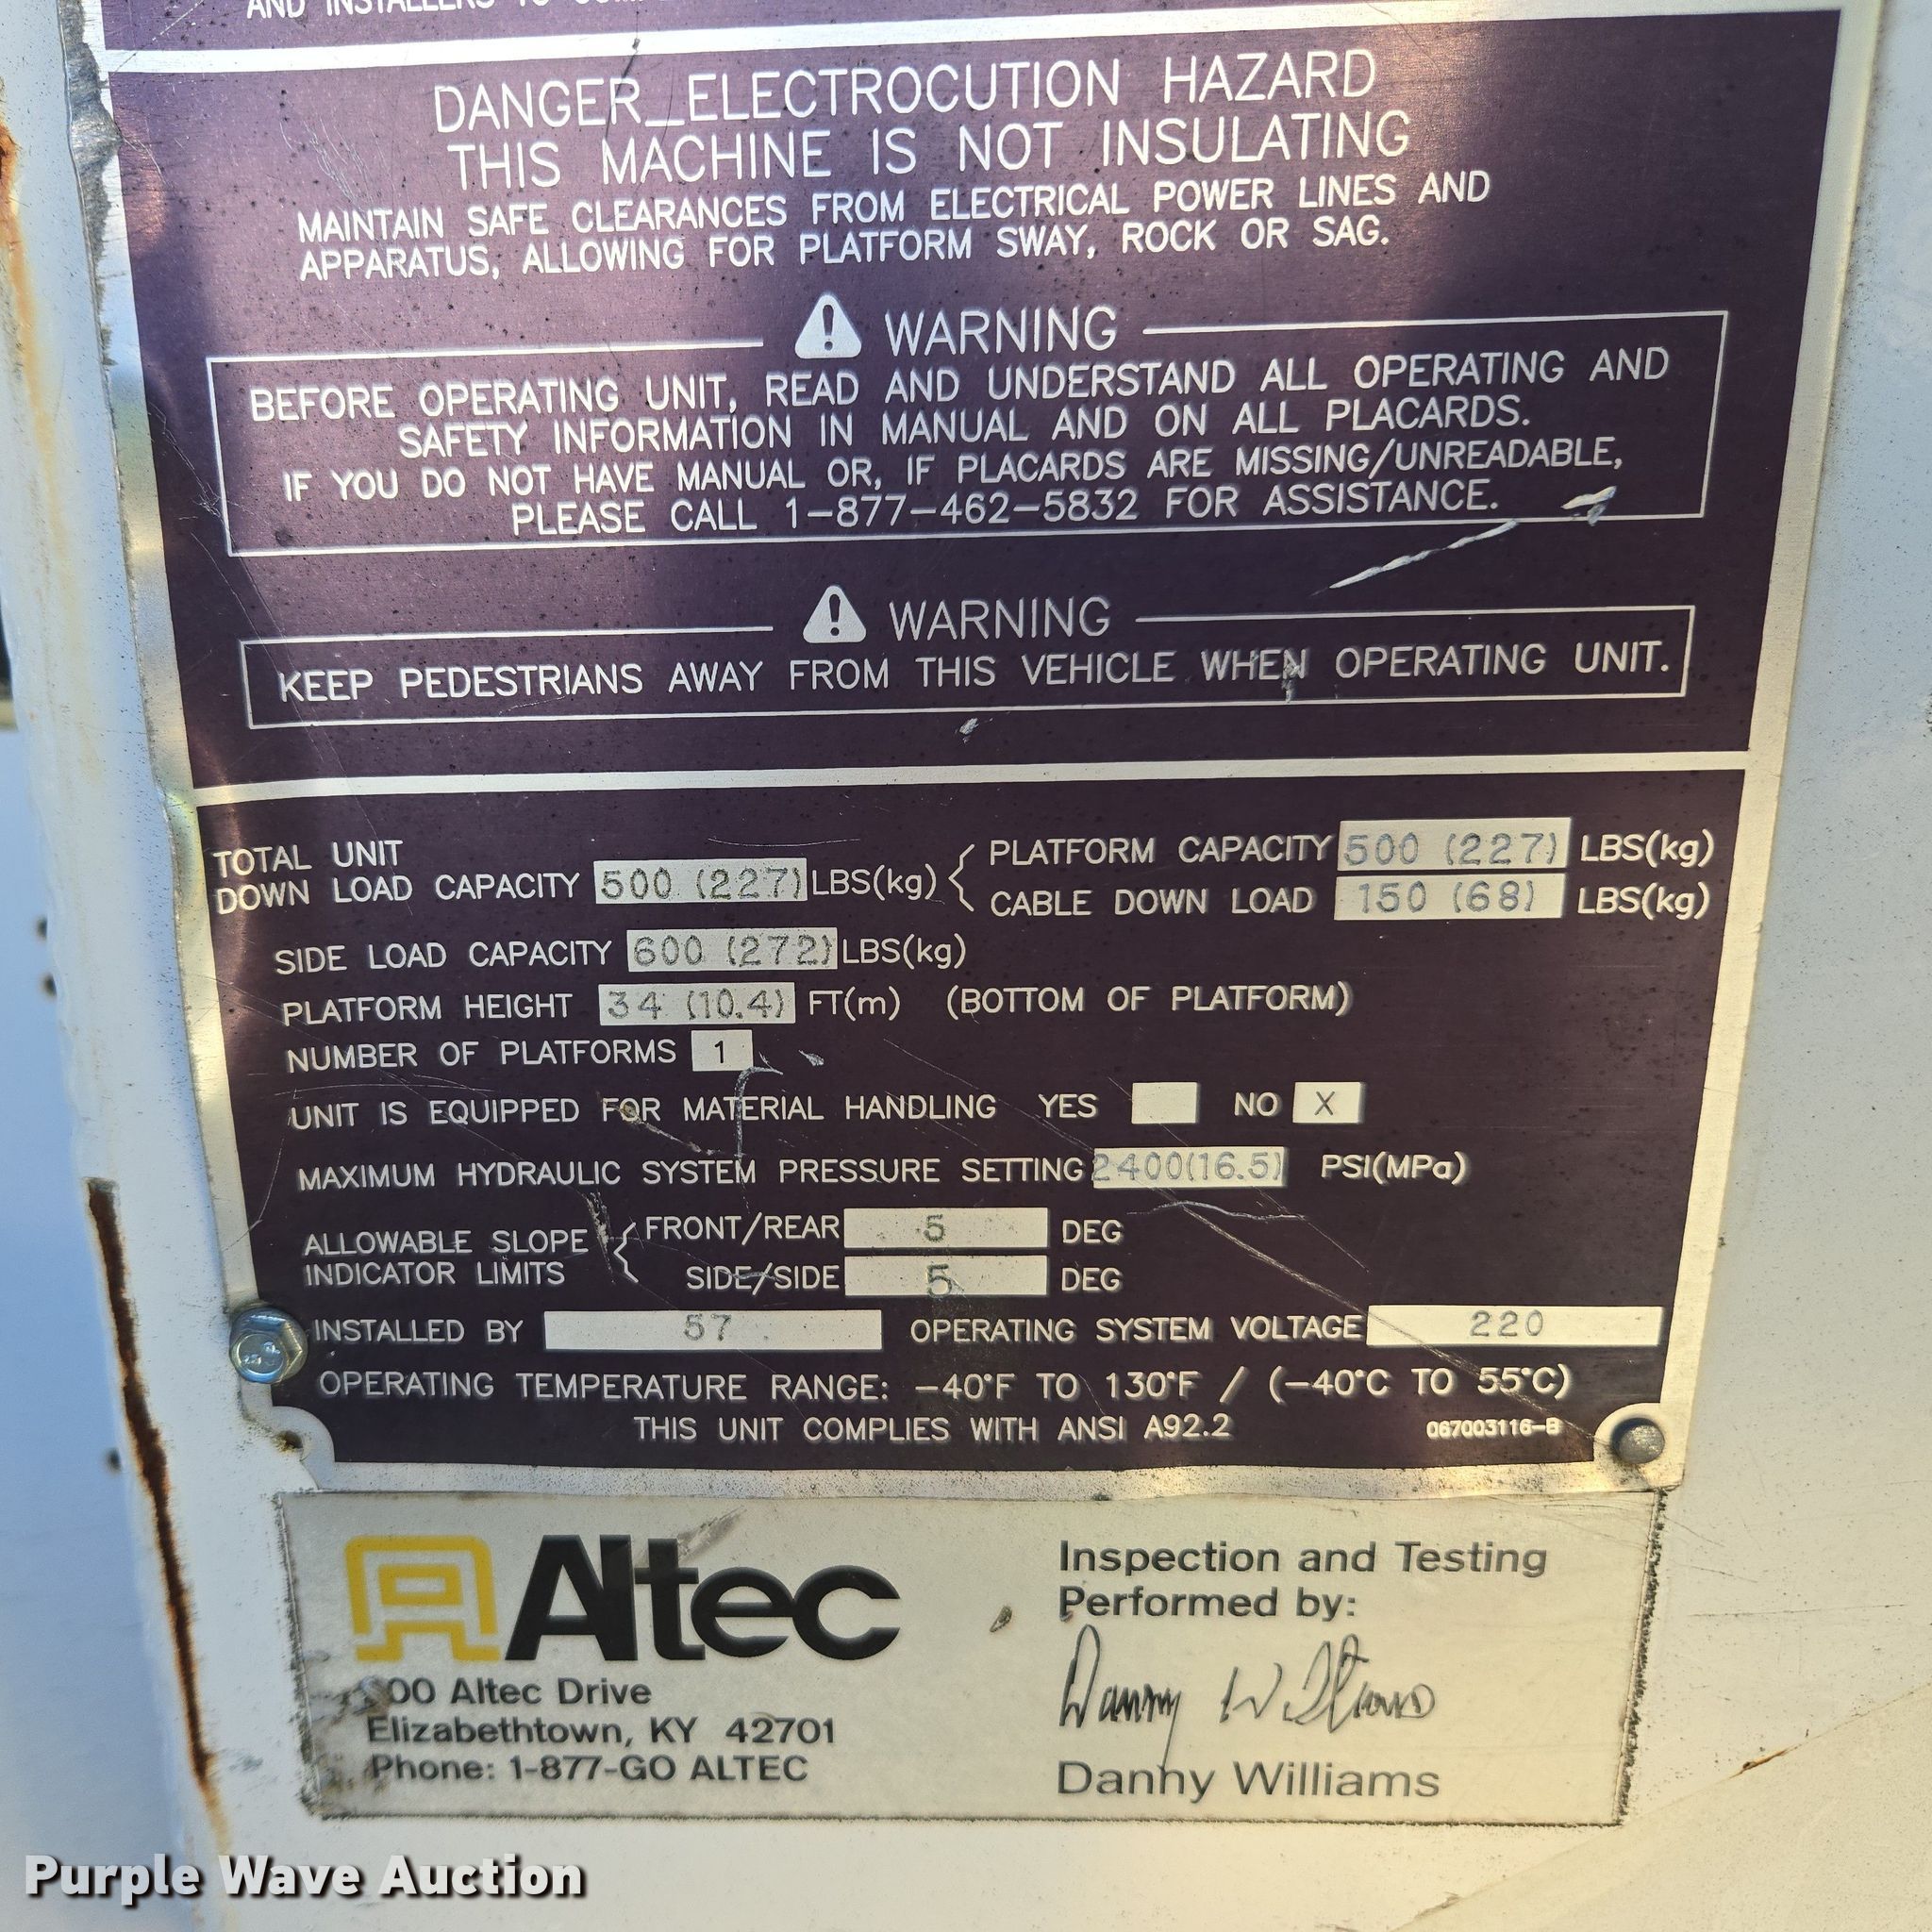 AND INSTALLERS TO
DANGER_ELECTROCUTION HAZARD
THIS MACHINE IS NOT INSULATING
MAINTAIN SAFE CLEARANCES FROM ELECTRICAL POWER LINES AND
APPARATUS, ALLOWING FOR PLATFORM SWAY, ROCK OR SAG.
WARNING
BEFORE OPERATING UNIT, READ AND UNDERSTAND ALL OPERATING AND
SAFETY INFORMATION IN MANUAL AND ON ALL PLACARDS.
IF YOU DO NOT HAVE MANUAL OR, IF PLACARDS ARE MISSING/UNREADABLE,
PLEASE CALL 1-877-462-5832 FOR ASSISTANCE.
WARNING
KEEP PEDESTRIANS AWAY FROM THIS VEHICLE WHEN OPERATING UNIT.
TOTAL UNIT
DOWN LOAD CAPACITY 500 (227) LBS(kg)
PLATFORM CAPACITY 500 (227) LBS(kg)
CABLE DOWN LOAD 150 (68) LBS(kg)
SIDE LOAD CAPACITY 600 (272) LBS(kg)
PLATFORM HEIGHT 34 (10.4) FT(m) (BOTTOM OF PLATFORM)
NUMBER OF PLATFORMS 1
UNIT IS EQUIPPED FOR MATERIAL HANDLING YES NO X
MAXIMUM HYDRAULIC SYSTEM PRESSURE SETTING 2400(16.5) PSI(MPa)
ALLOWABLE SLOPE
INDICATOR LIMITS
FRONT/REAR 5 DEG
SIDE/SIDE 5 DEG
INSTALLED BY 57 OPERATING SYSTEM VOLTAGE 220
OPERATING TEMPERATURE RANGE: -40°F TO 130°F / (-40°C TO 55°C)
THIS UNIT COMPLIES WITH ANSI A92.2
067003116-B
Altec
Altec Drive
Elizabethtown, KY 42701
Phone: 1-877-GO ALTEC
Inspection and Testing
Performed by:
Danny Williams
Danny Williams
Purple Wave Auction